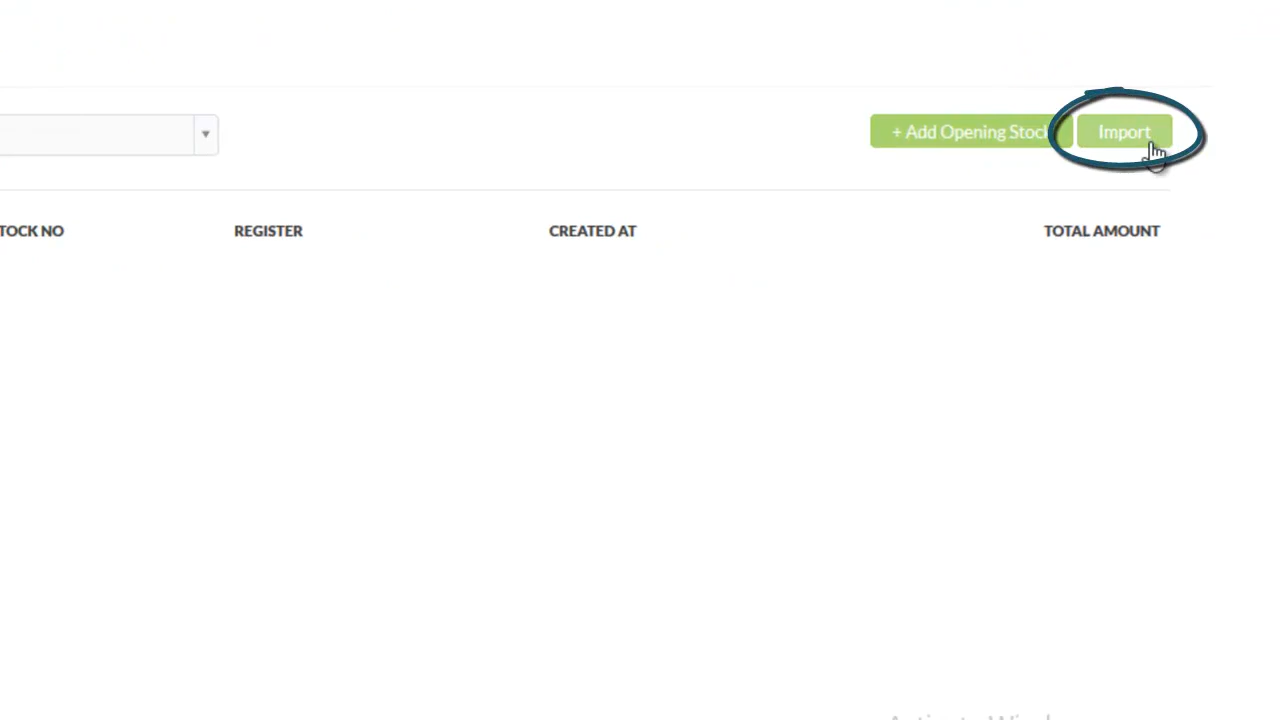 + Add Opening Stock Import
TOCK NO REGISTER CREATED AT TOTAL AMOUNT